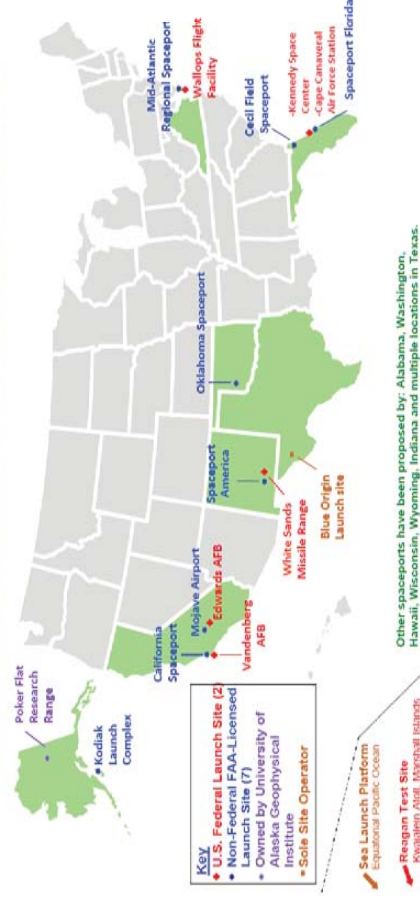 Poker Flat
Research
Range
Kodiak
Launch
Complex
California
Spaceport
Mojave Airport
Edwards AFB
Vandenberg
AFB
Spaceport
America
White Sands
Missile Range
Oklahoma Spaceport
Blue Origin
Launch site
Mid-Atlantic
Regional Spaceport
Wallops Flight
Facility
Cecil Field
Spaceport
-Kennedy Space
Center
-Cape Canaveral
Air Force Station
Spaceport Florida
Key
U.S. Federal Launch Site (2)
Non-Federal FAA-Licensed
Launch Site (7)
Owned by University of
Alaska Geophysical
Institute
Sole Site Operator
Sea Launch Platform
Equatorial Pacific Ocean
Reagan Test Site
Kwajalein Atoll, Marshall Islands
Other spaceports have been proposed by: Alabama, Washington,
Hawaii, Wisconsin, Wyoming, Indiana and multiple locations in Texas.